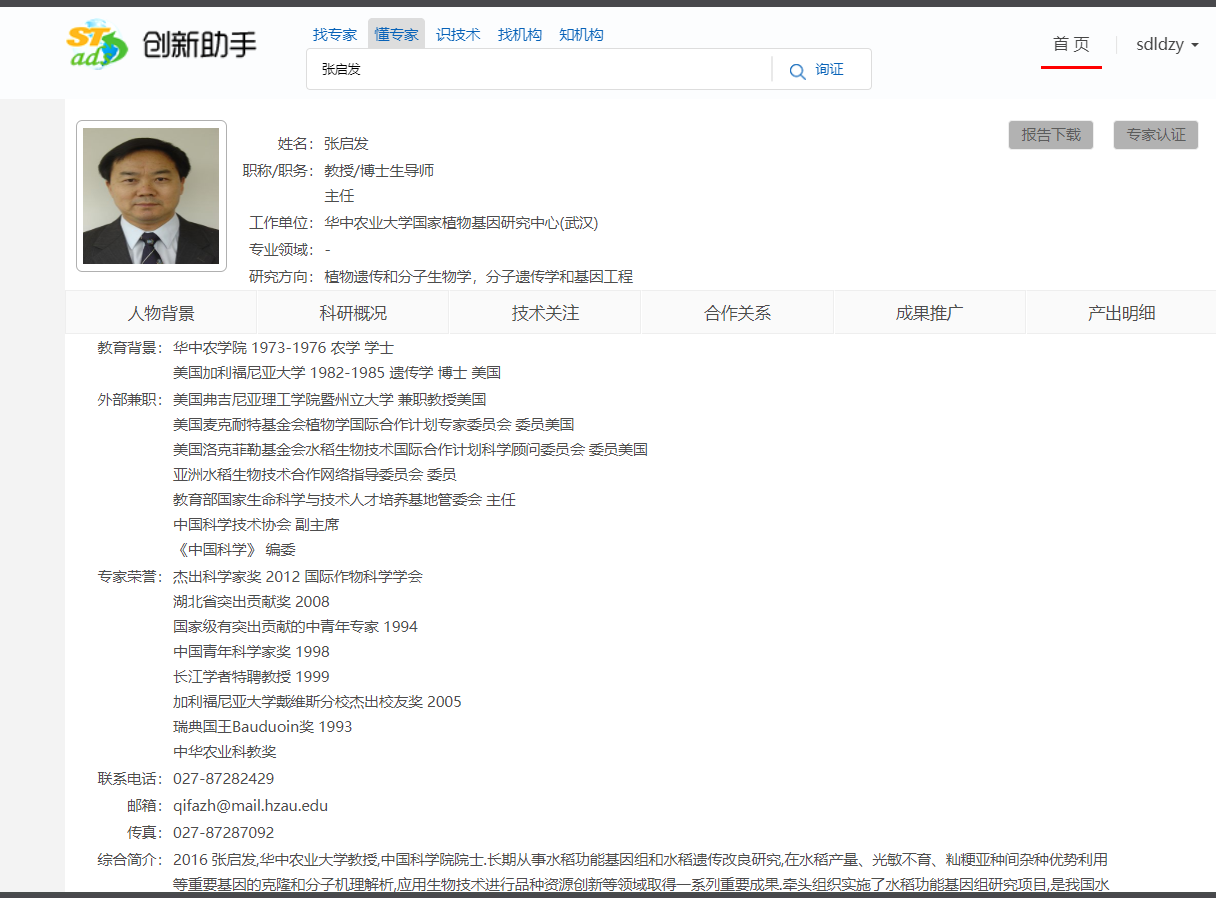 ST ads 创新助手
找专家 懂专家 识技术 找机构 知机构
张启发 询证
首 页 sdldzy
报告下载 专家认证
姓名： 张启发
职称/职务： 教授/博士生导师
主任
工作单位： 华中农业大学国家植物基因研究中心(武汉)
专业领域： -
研究方向： 植物遗传和分子生物学，分子遗传学和基因工程
人物背景 科研概况 技术关注 合作关系 成果推广 产出明细
教育背景： 华中农学院 1973-1976 农学 学士
美国加利福尼亚大学 1982-1985 遗传学 博士 美国
外部兼职： 美国弗吉尼亚理工学院暨州立大学 兼职教授美国
美国麦克耐特基金会植物学国际合作计划专家委员会 委员美国
美国洛克菲勒基金会水稻生物技术国际合作计划科学顾问委员会 委员美国
亚洲水稻生物技术合作网络指导委员会 委员
教育部国家生命科学与技术人才培养基地管委会 主任
中国科学技术协会 副主席
《中国科学》 编委
专家荣誉： 杰出科学家奖 2012 国际作物科学学会
湖北省突出贡献奖 2008
国家级有突出贡献的中青年专家 1994
中国青年科学家奖 1998
长江学者特聘教授 1999
加利福尼亚大学戴维斯分校杰出校友奖 2005
瑞典国王Bauduoin奖 1993
中华农业科教奖
联系电话： 027-87282429
邮箱： qifazh@mail.hzau.edu
传真： 027-87287092
综合简介： 2016 张启发,华中农业大学教授,中国科学院院士.长期从事水稻功能基因组和水稻遗传改良研究,在水稻产量、光敏不育、籼粳亚种间杂种优势利用
等重要基因的克隆和分子机理解析,应用生物技术进行品种资源创新等领域取得一系列重要成果.牵头组织实施了水稻功能基因组研究项目,是我国水